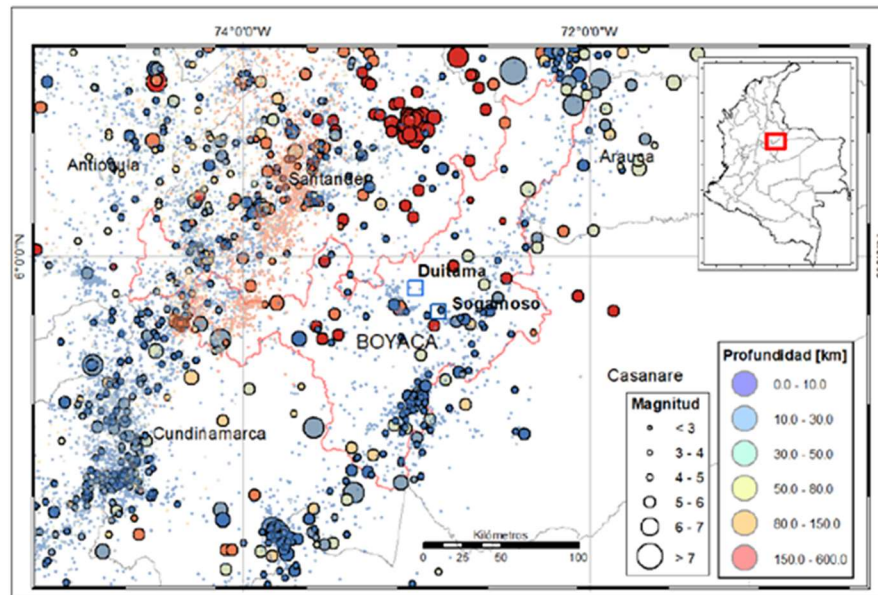 74°0'0"W 72°0'0"W
Antioquia
Santander
Arauca
6°0'0"N
Duitama
Sogamoso
BOYACA
Casanare
Cundinamarca
Kilómetros
0 25 50 100
Magnitud
< 3
3 - 4
4 - 5
5 - 6
6 - 7
> 7
Profundidad [km]
0.0 - 10.0
10.0 - 30.0
30.0 - 50.0
50.0 - 80.0
80.0 - 150.0
150.0 - 600.0